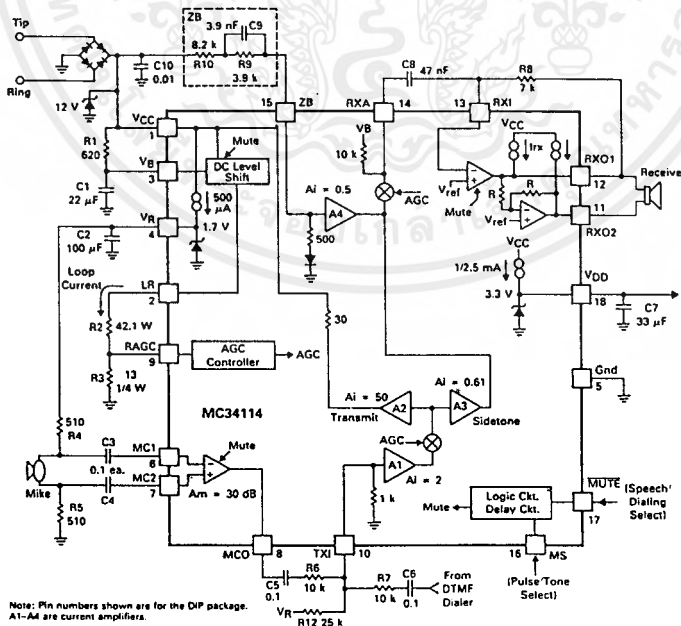 Tip
Ring
12 V
C10
0.01
ZB
3.9 nF
C9
8.2 k
R10
R9
3.9 k
C8
47 nF
R8
7 k
15
ZB
RXA
14
13
RXI
VCC
1
R1
620
VB
3
C1
22 μF
Mute
DC Level
Shift
VR
4
C2
100 μF
500
μA
1.7 V
Loop
Current
LR
2
R2
42.1 W
RAGC
9
R3
13
1/4 W
AGC
Controller
AGC
MC34114
VB
10 k
AGC
Ai = 0.5
A4
500
30
VCC
1rx
Vref
Mute
R
R
Vref
RXO1
12
11
RXO2
Receive
VCC
1/2.5 mA
3.3 V
VDD
18
C7
33 μF
Gnd
5
Ai = 50
A2
Transmit
Ai = 0.61
A3
Sidetone
AGC
A1
Ai = 2
1 k
510
R4
C3
0.1 ea.
C4
Mike
R5
510
MC1
6
MC2
7
Mute
Am = 30 dB
MCO
8
TXI
10
Mute
Logic Ckt.
Delay Ckt.
MUTE
17
(Speech/
Dialing
Select)
16
MS
(Pulse/Tone
Select)
C5
0.1
R6
10 k
R7
10 k
C6
0.1
From
DTMF
Dialer
VR
R12 25 k
Note: Pin numbers shown are for the DIP package.
A1–A4 are current amplifiers.